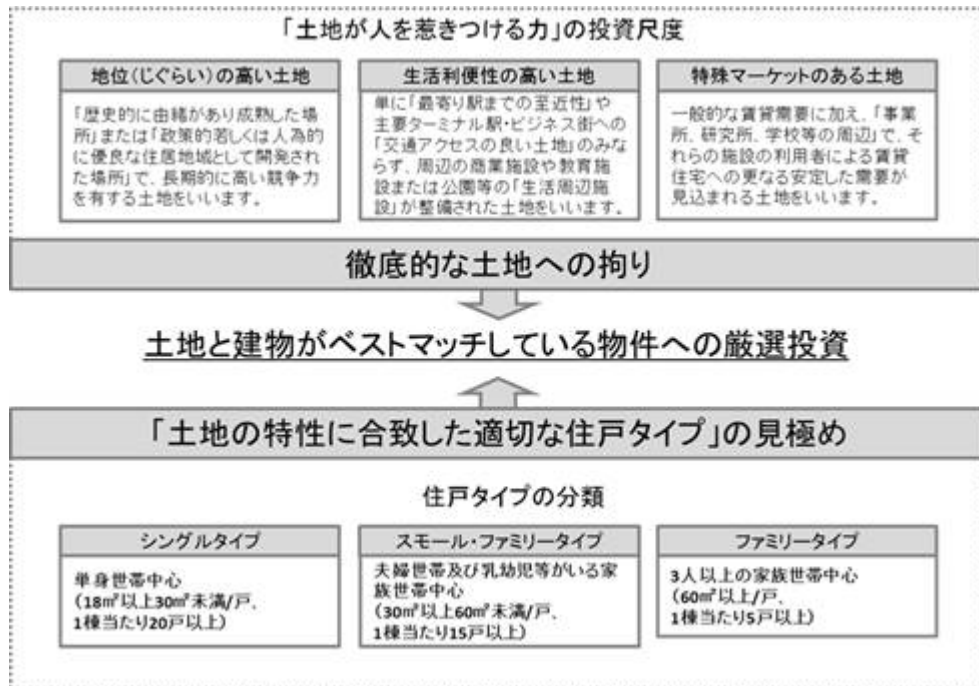 「土地が人を惹きつける力」の投資尺度
地位(じぐらい)の高い土地
「歴史的に由緒があり成熟した場
所」または「政策的若しくは人為的
に優良な住居地域として開発され
た場所」で、長期的に高い競争力
を有する土地をいいます。
生活利便性の高い土地
単に「最寄り駅までの至近性」や
主要ターミナル駅・ビジネス街への
「交通アクセスの良い土地」のみな
らず、周辺の商業施設や教育施
設または公園等の「生活周辺施
設」が整備された土地をいいます。
特殊マーケットのある土地
一般的な賃貸需要に加え、「事業
所、研究所、学校等の周辺」で、そ
れらの施設の利用者による賃貸
住宅への更なる安定した需要が
見込まれる土地をいいます。
徹底的な土地への拘り
土地と建物がベストマッチしている物件への厳選投資
「土地の特性に合致した適切な住戸タイプ」の見極め
住戸タイプの分類
シングルタイプ
単身世帯中心
(18㎡以上30㎡未満/戸、
1棟当たり20戸以上)
スモール・ファミリータイプ
夫婦世帯及び乳幼児等がいる家
族世帯中心
(30㎡以上60㎡未満/戸、
1棟当たり15戸以上)
ファミリータイプ
3人以上の家族世帯中心
(60㎡以上/戸、
1棟当たり5戸以上)